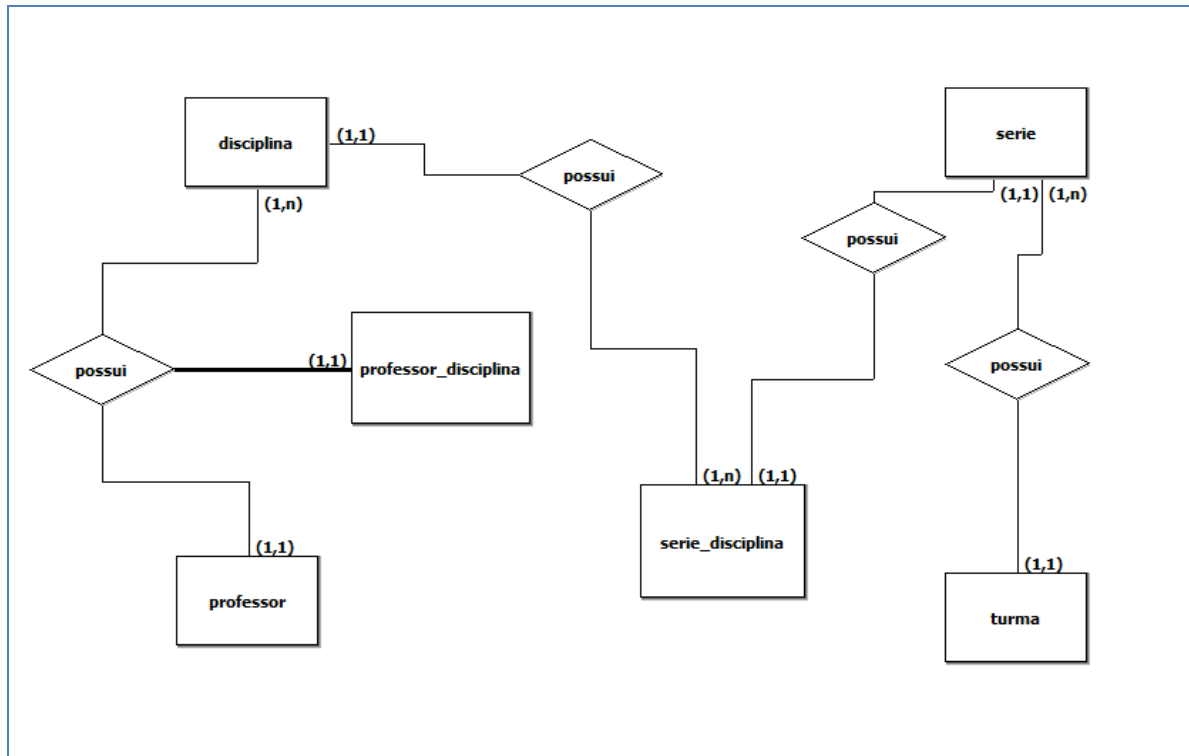 disciplina
(1,1)
(1,n)
possui
serie
(1,1)
(1,n)
possui
possui
possui
(1,1)
professor_disciplina
(1,n)
(1,1)
serie_disciplina
(1,1)
professor
(1,1)
turma